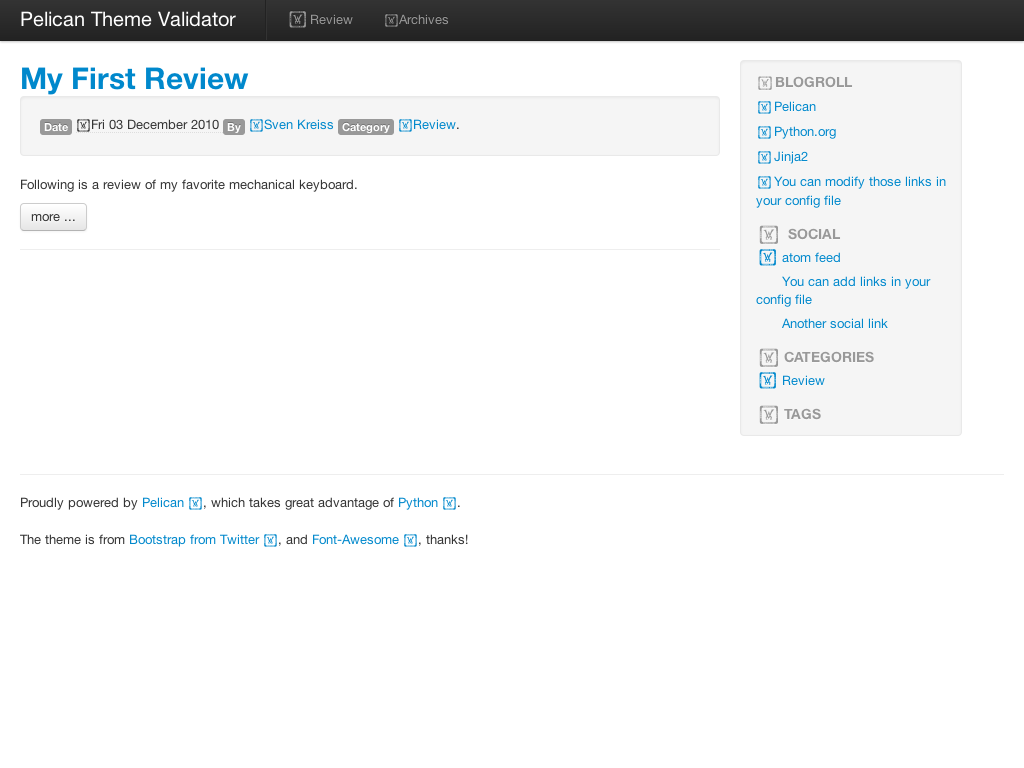 Pelican Theme Validator Review Archives
My First Review
Date Fri 03 December 2010 By Sven Kreiss Category Review.
Following is a review of my favorite mechanical keyboard.
more ...
BLOGROLL
Pelican
Python.org
Jinja2
You can modify those links in
your config file
SOCIAL
atom feed
You can add links in your
config file
Another social link
CATEGORIES
Review
TAGS
Proudly powered by Pelican , which takes great advantage of Python .
The theme is from Bootstrap from Twitter , and Font-Awesome , thanks!